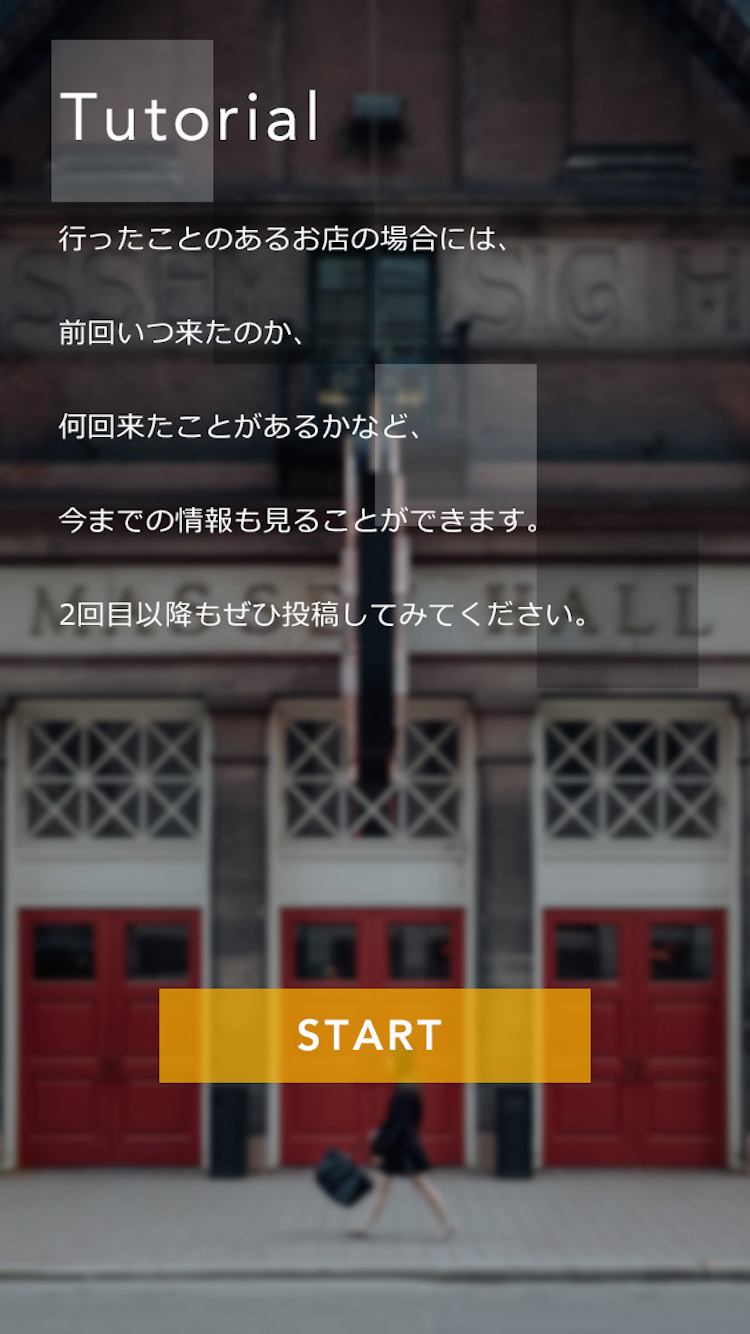 Tutorial
行ったことのあるお店の場合には、
前回いつ来たのか、
何回来たことがあるかなど、
今までの情報も見ることができます。
2回目以降もぜひ投稿してみてください。
MASSEY HALL
START